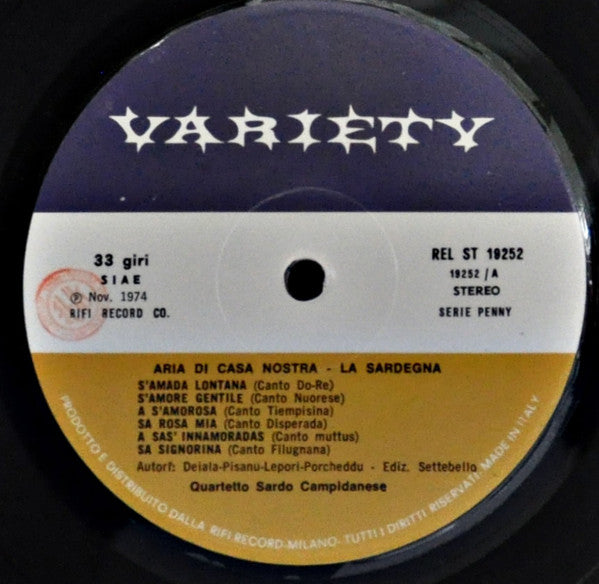 VARIETY
33 giri
SIAE
℗ Nov. 1974
RIFI RECORD CO.
REL ST 19252
19252 / A
STEREO
SERIE PENNY
ARIA DI CASA NOSTRA - LA SARDEGNA
S'AMADA LONTANA (Canto Do-Re)
S'AMORE GENTILE (Canto Nuorese)
A S'AMOROSA (Canto Tiempisina)
SA ROSA MIA (Canto Disperada)
A SAS' INNAMORADAS (Canto muttus)
SA SIGNORINA (Canto Filugnana)
Autori: Deiala-Pisanu-Lepori-Porcheddu - Ediz. Settebello
Quartetto Sardo Campidanese
PRODOTTO E DISTRIBUITO DALLA RIFI RECORD-MILANO- TUTTI I DIRITTI RISERVATI- MADE IN ITALY